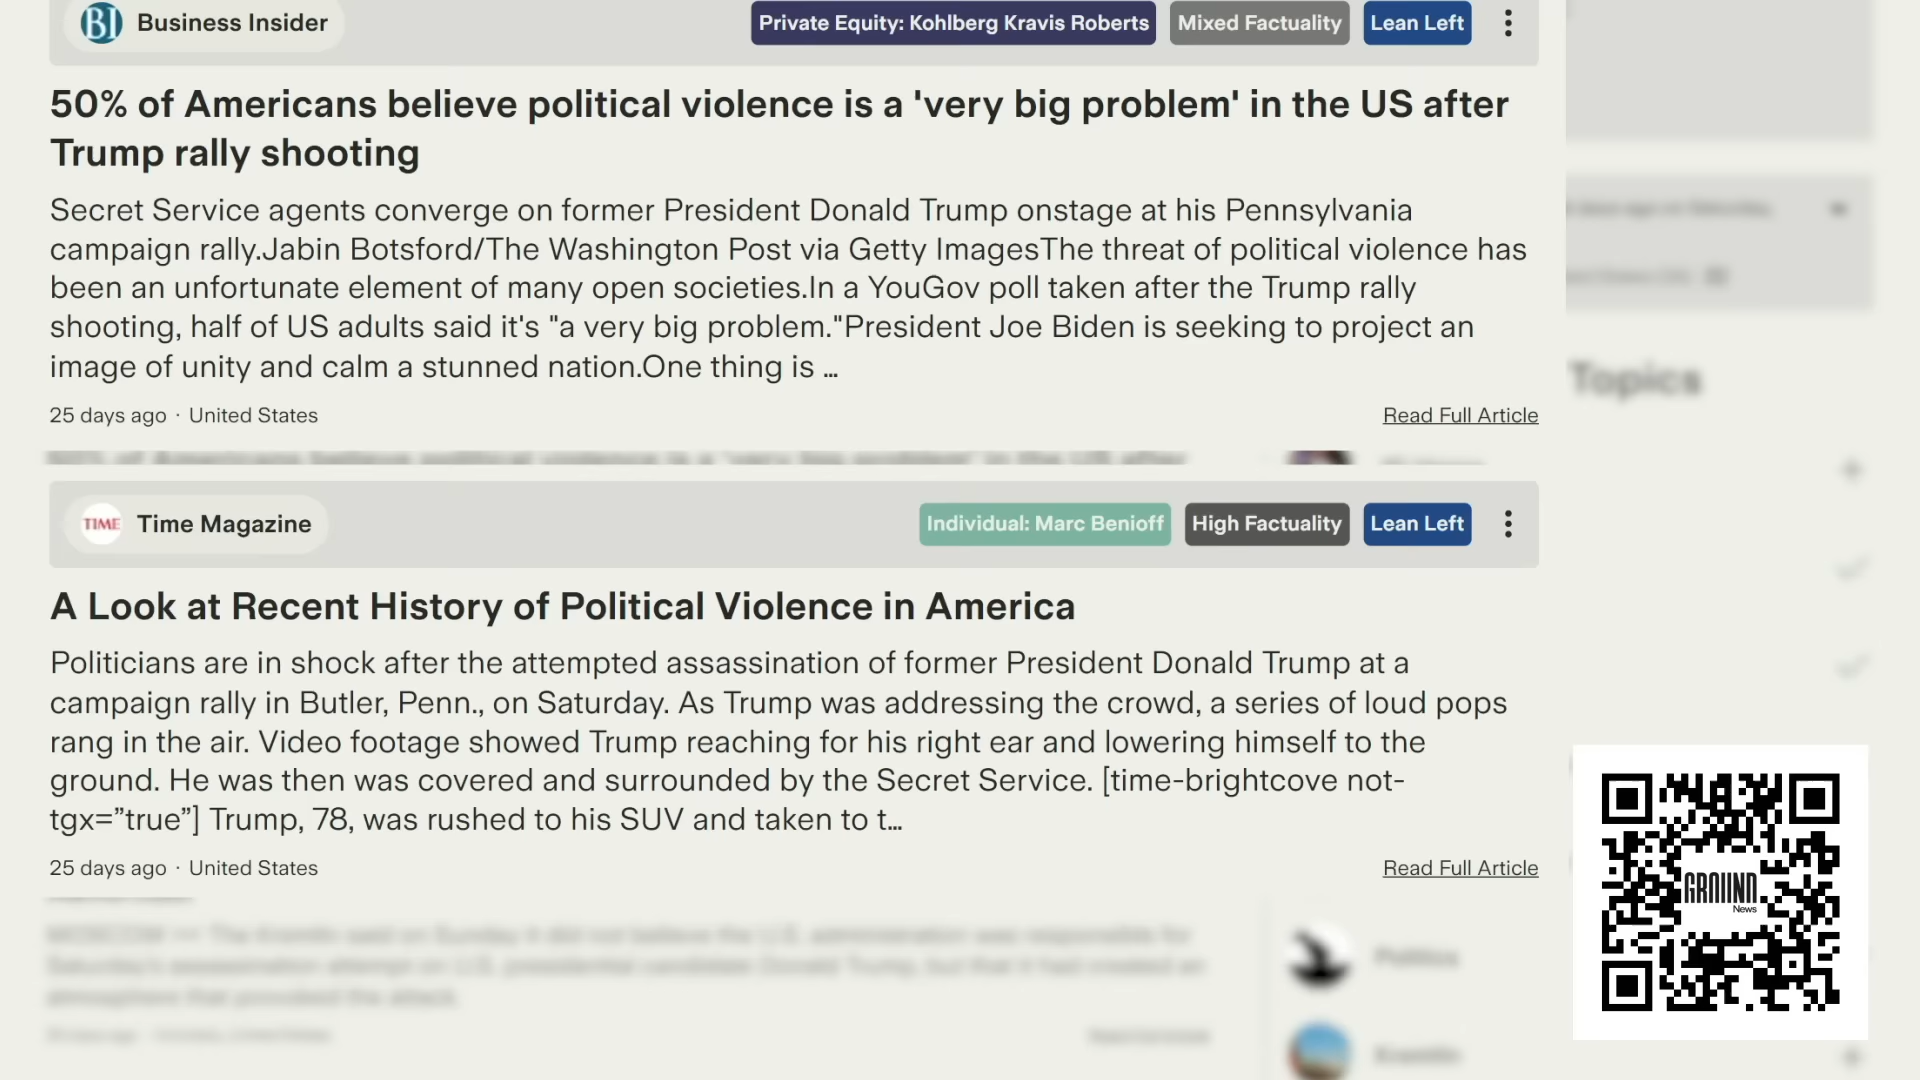 Business Insider
Private Equity: Kohlberg Kravis Roberts
Mixed Factuality
Lean Left
50% of Americans believe political violence is a 'very big problem' in the US after
Trump rally shooting
Secret Service agents converge on former President Donald Trump onstage at his Pennsylvania
campaign rally.Jabin Botsford/The Washington Post via Getty ImagesThe threat of political violence has
been an unfortunate element of many open societies.In a YouGov poll taken after the Trump rally
shooting, half of US adults said it's "a very big problem."President Joe Biden is seeking to project an
image of unity and calm a stunned nation.One thing is ...
25 days ago · United States
Read Full Article
TIME
Time Magazine
Individual: Marc Benioff
High Factuality
Lean Left
A Look at Recent History of Political Violence in America
Politicians are in shock after the attempted assassination of former President Donald Trump at a
campaign rally in Butler, Penn., on Saturday. As Trump was addressing the crowd, a series of loud pops
rang in the air. Video footage showed Trump reaching for his right ear and lowering himself to the
ground. He was then was covered and surrounded by the Secret Service. [time-brightcove not-
tgx=”true”] Trump, 78, was rushed to his SUV and taken to t...
25 days ago · United States
Read Full Article
Topics
GROUND
News
Politics
Kremlin